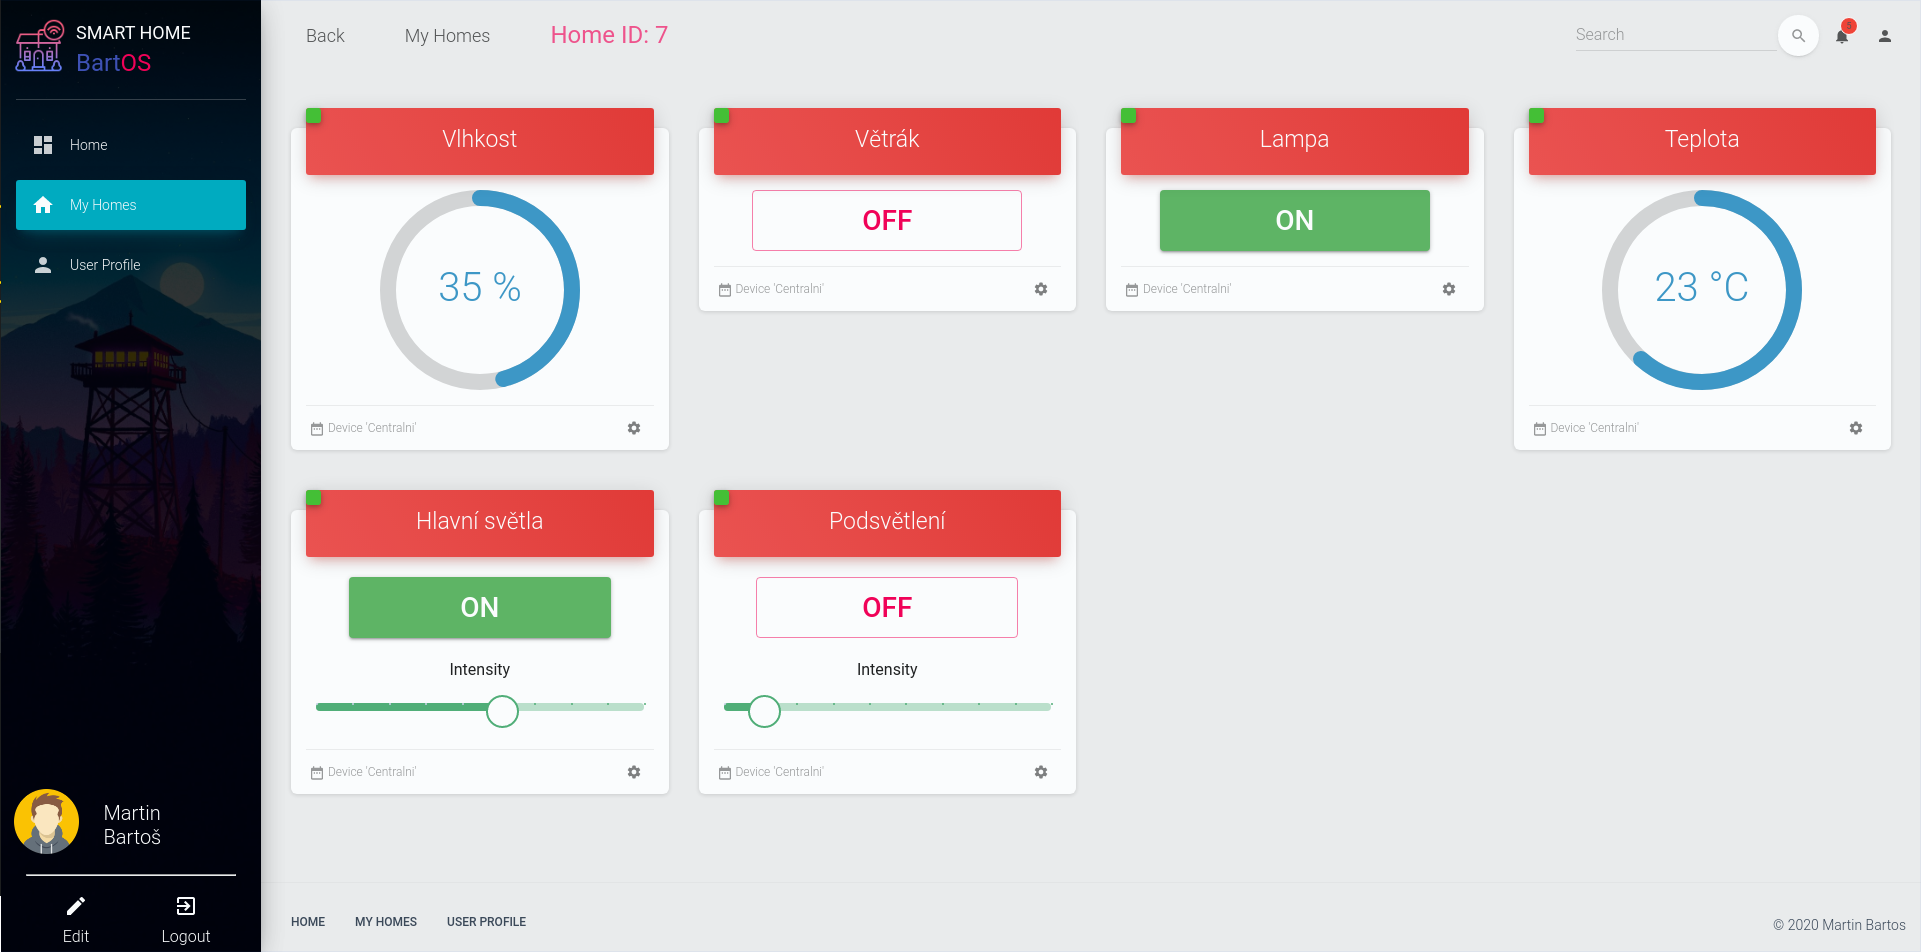 SMART HOME
BartOS
Home
My Homes
User Profile
Martin
Bartoš
Edit
Logout
Back
My Homes
Home ID: 7
Search
5
Vlhkost
35 %
Device 'Centralni'
Větrák
OFF
Device 'Centralni'
Lampa
ON
Device 'Centralni'
Teplota
23 °C
Device 'Centralni'
Hlavní světla
ON
Intensity
Device 'Centralni'
Podsvětlení
OFF
Intensity
Device 'Centralni'
HOME
MY HOMES
USER PROFILE
© 2020 Martin Bartos